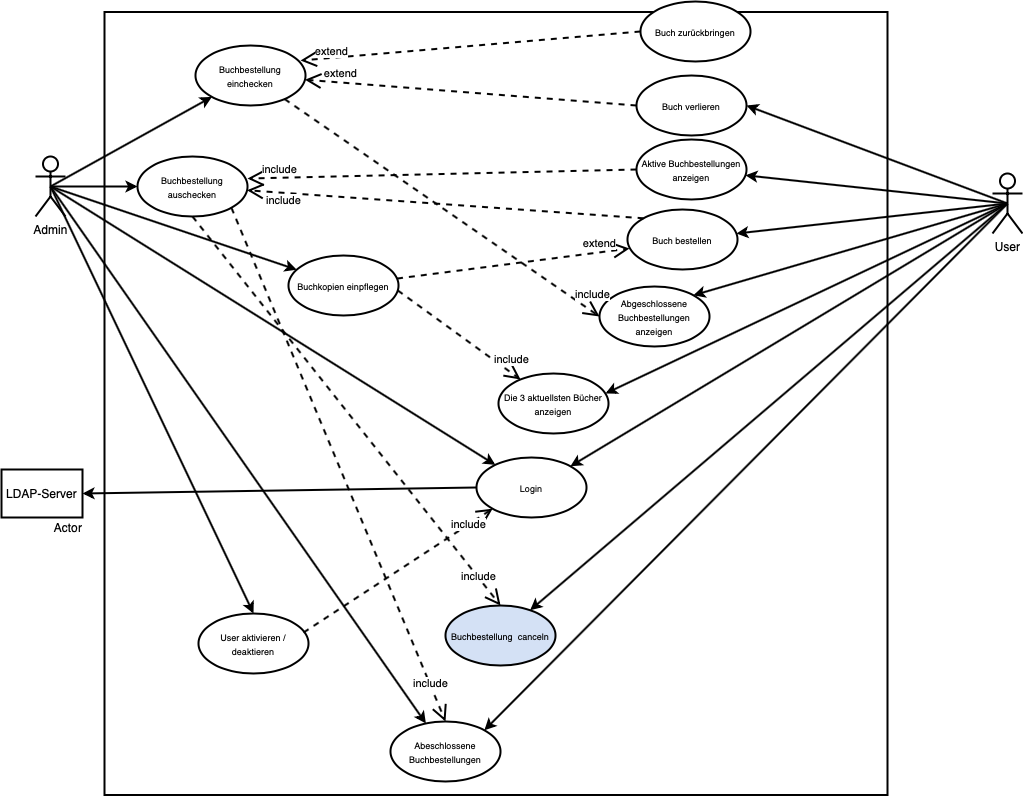 Buch zurückbringen
extend
Buchbestellung
einchecken
extend
Buch verlieren
Aktive Buchbestellungen
anzeigen
include
Buchbestellung
auschecken
include
Admin
User
Buch bestellen
extend
Buchkopien einpflegen
include
Abgeschlossene
Buchbestellungen
anzeigen
include
Die 3 aktuellsten Bücher
anzeigen
Login
LDAP-Server
Actor
include
include
User aktivieren /
deaktieren
Buchbestellung canceln
include
Abeschlossene
Buchbestellungen